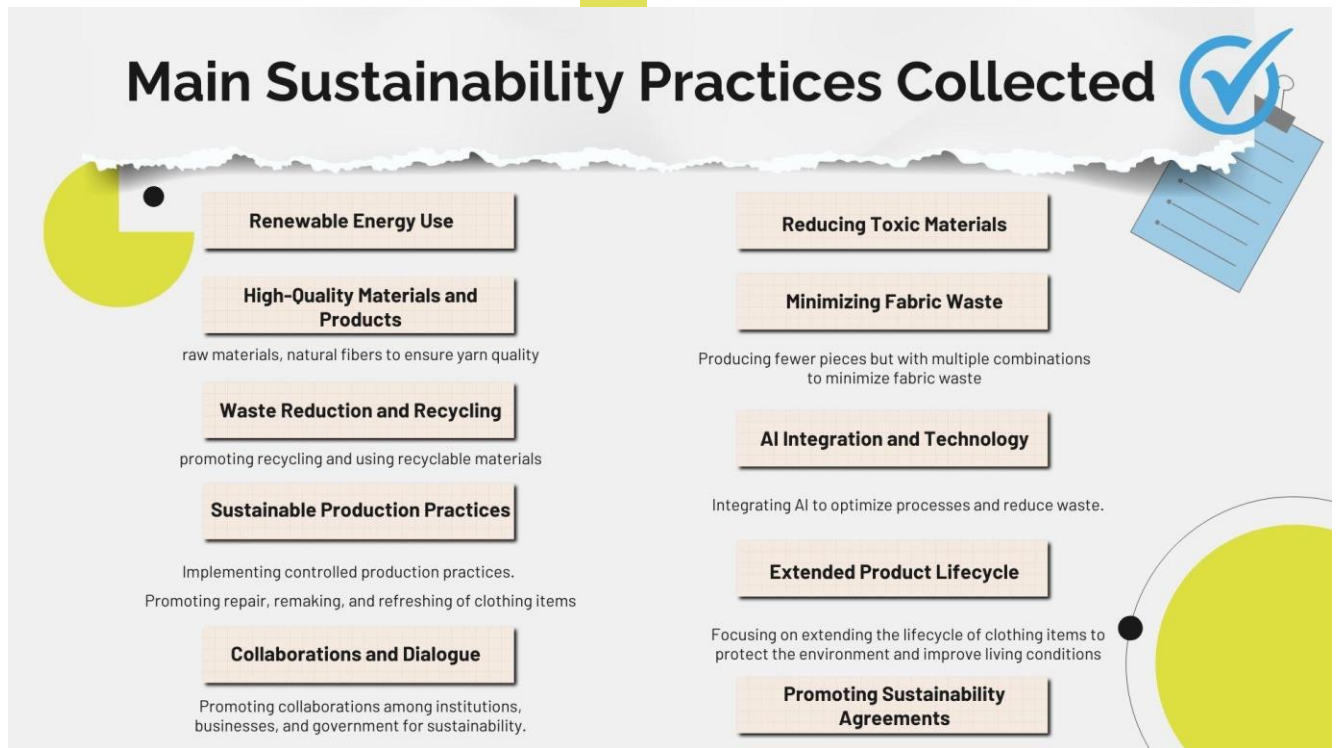 Main Sustainability Practices Collected
Renewable Energy Use
High-Quality Materials and
Products
raw materials, natural fibers to ensure yarn quality
Waste Reduction and Recycling
promoting recycling and using recyclable materials
Sustainable Production Practices
Implementing controlled production practices.
Promoting repair, remaking, and refreshing of clothing items
Collaborations and Dialogue
Promoting collaborations among institutions,
businesses, and government for sustainability.
Reducing Toxic Materials
Minimizing Fabric Waste
Producing fewer pieces but with multiple combinations
to minimize fabric waste
AI Integration and Technology
Integrating AI to optimize processes and reduce waste.
Extended Product Lifecycle
Focusing on extending the lifecycle of clothing items to
protect the environment and improve living conditions
Promoting Sustainability
Agreements